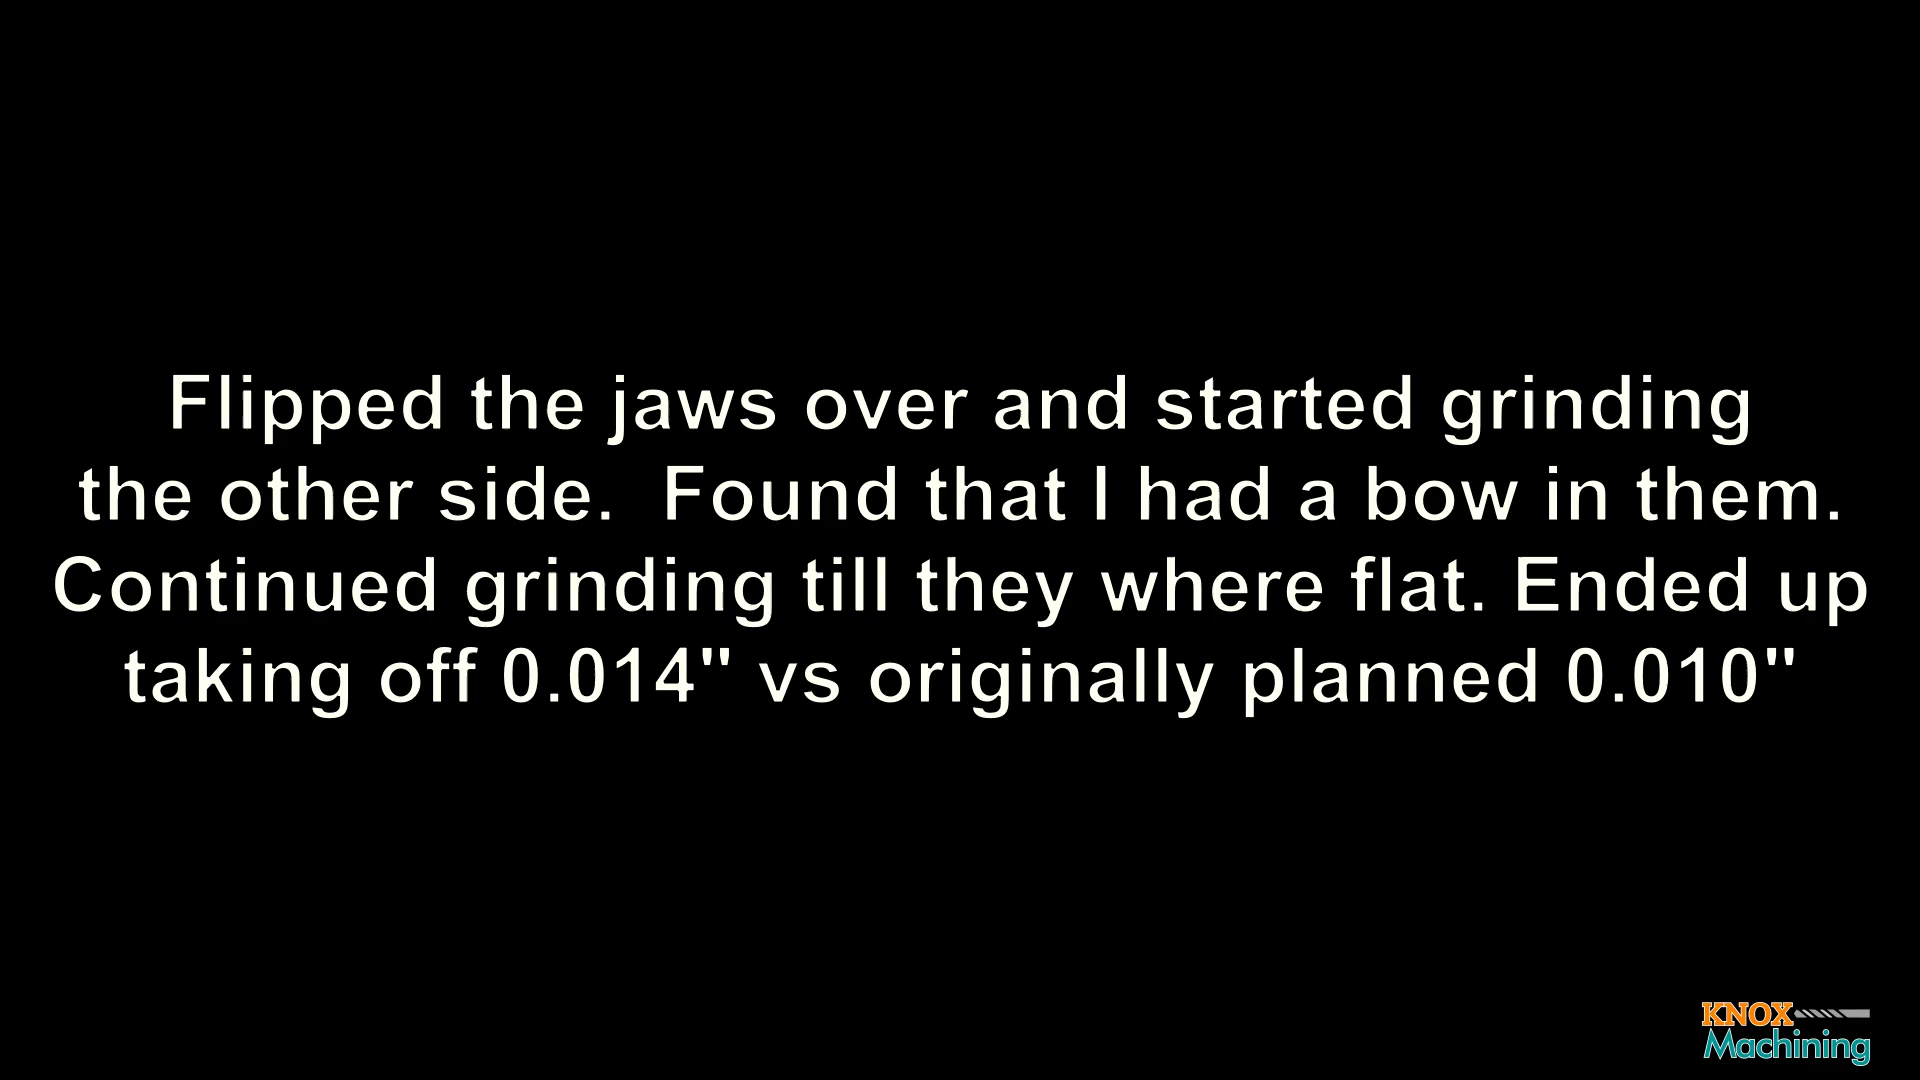 Flipped the jaws over and started grinding
the other side.  Found that I had a bow in them.
Continued grinding till they where flat. Ended up
taking off 0.014" vs originally planned 0.010"
KNOX
Machining